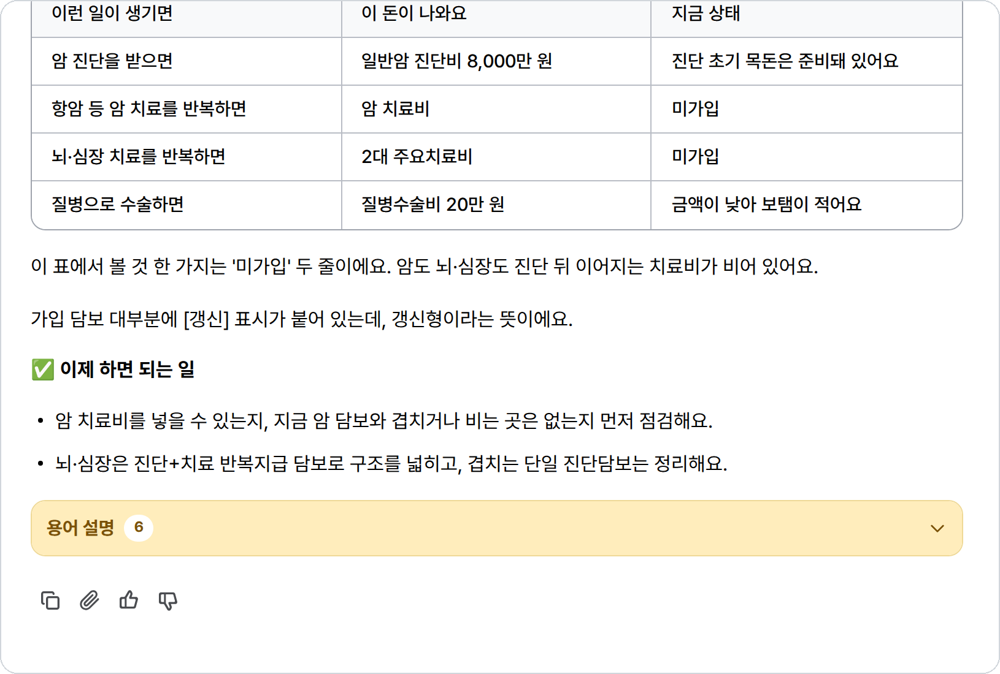 이런 일이 생기면 이 돈이 나와요 지금 상태
암 진단을 받으면 일반암 진단비 8,000만 원 진단 초기 목돈은 준비돼 있어요
항암 등 암 치료를 반복하면 암 치료비 미가입
뇌·심장 치료를 반복하면 2대 주요치료비 미가입
질병으로 수술하면 질병수술비 20만 원 금액이 낮아 보탬이 적어요
이 표에서 볼 것 한 가지는 '미가입' 두 줄이에요. 암도 뇌·심장도 진단 뒤 이어지는 치료비가 비어 있어요.
가입 담보 대부분에 [갱신] 표시가 붙어 있는데, 갱신형이라는 뜻이에요.
✅ 이제 하면 되는 일
• 암 치료비를 넣을 수 있는지, 지금 암 담보와 겹치거나 비는 곳은 없는지 먼저 점검해요.
• 뇌·심장은 진단+치료 반복지급 담보로 구조를 넓히고, 겹치는 단일 진단담보는 정리해요.
용어 설명 6